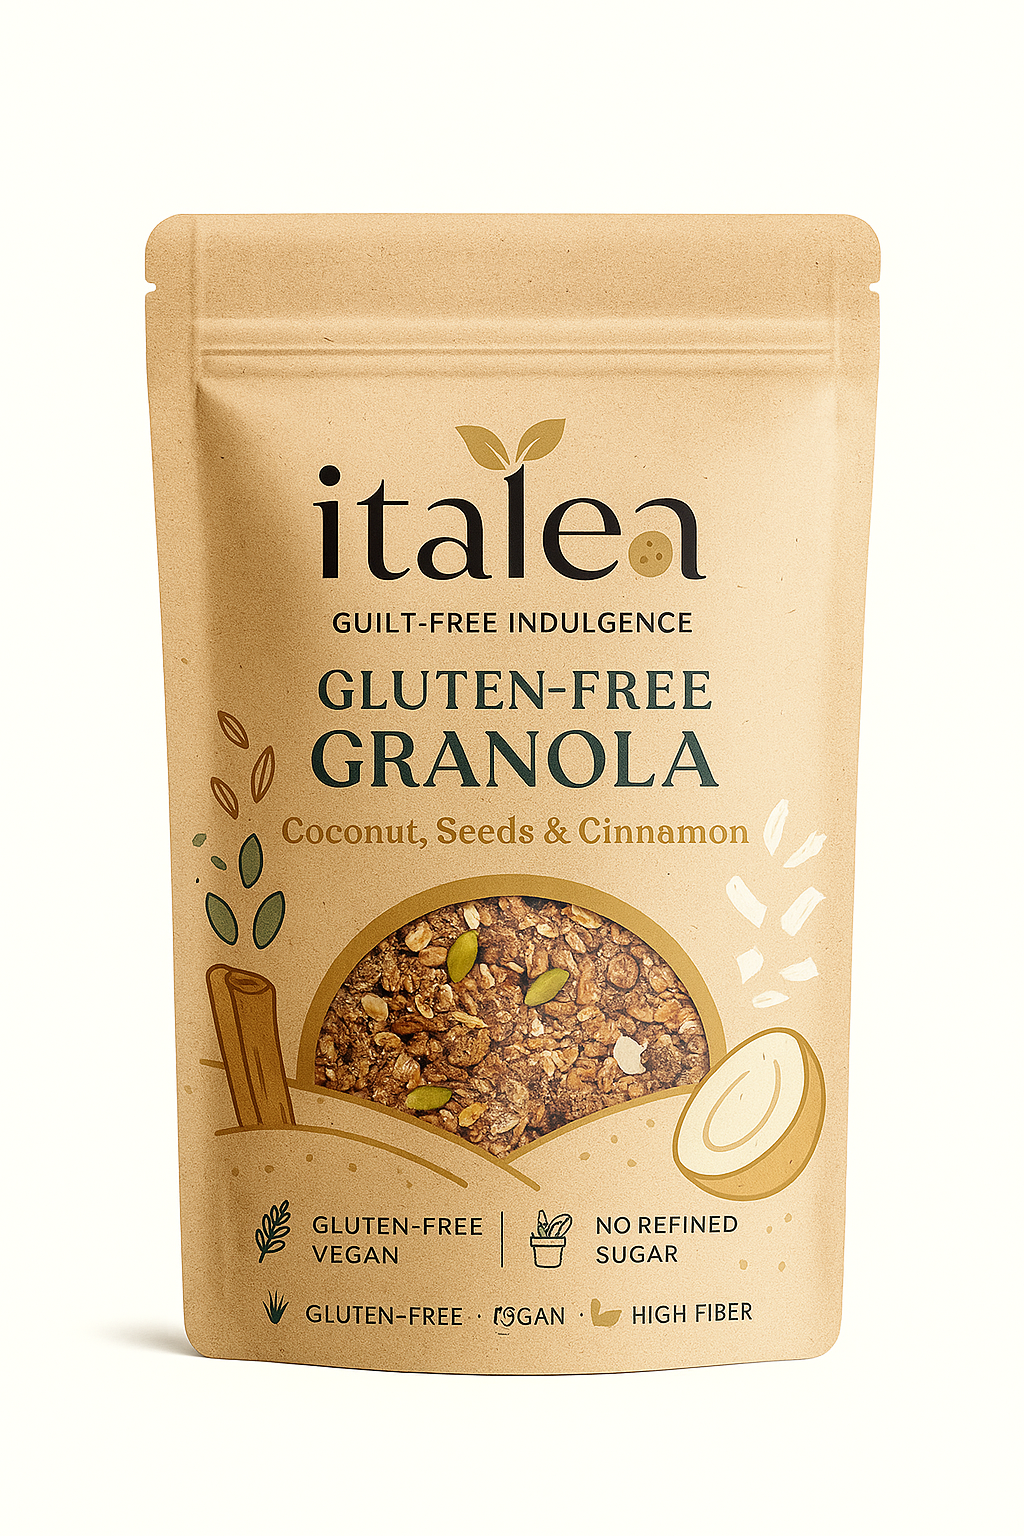 italea
GUILT-FREE INDULGENCE
GLUTEN-FREE
GRANOLA
Coconut, Seeds & Cinnamon
GLUTEN-FREE
VEGAN
NO REFINED
SUGAR
GLUTEN-FREE · · HIGH FIBER